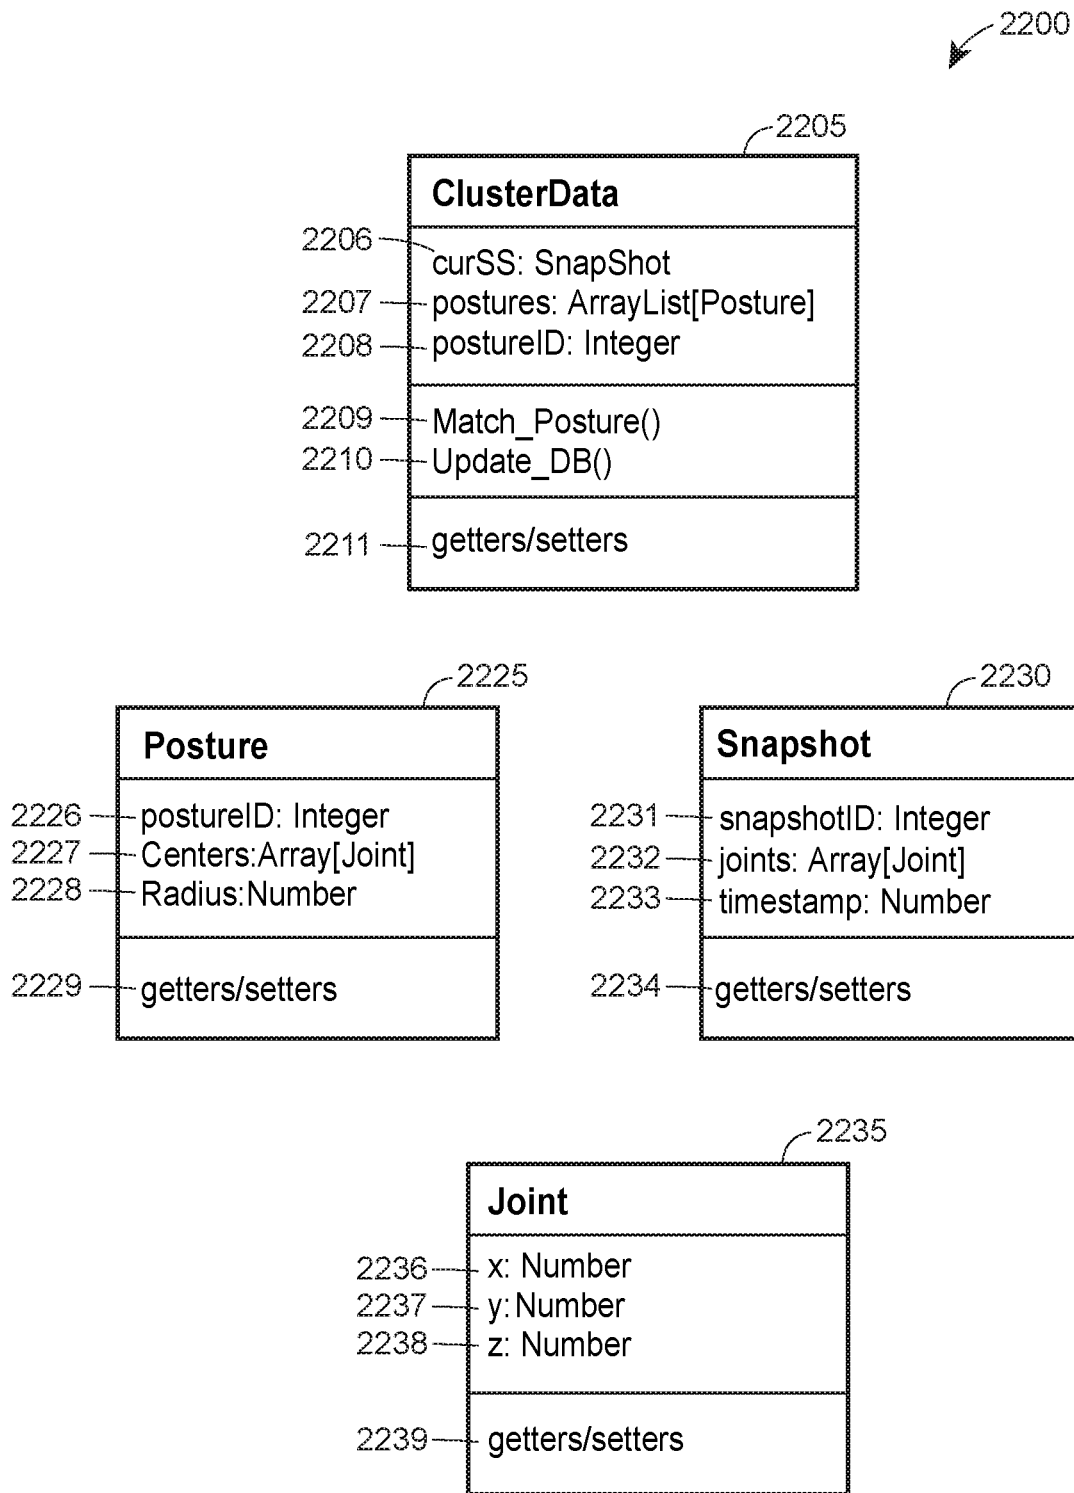 2200
2205
ClusterData
2206 curSS: SnapShot
2207 postures: ArrayList[Posture]
2208 postureID: Integer
2209 Match_Posture()
2210 Update_DB()
2211 getters/setters
2225
Posture
2226 postureID: Integer
2227 Centers:Array[Joint]
2228 Radius:Number
2229 getters/setters
2230
Snapshot
2231 snapshotID: Integer
2232 joints: Array[Joint]
2233 timestamp: Number
2234 getters/setters
2235
Joint
2236 x: Number
2237 y: Number
2238 z: Number
2239 getters/setters